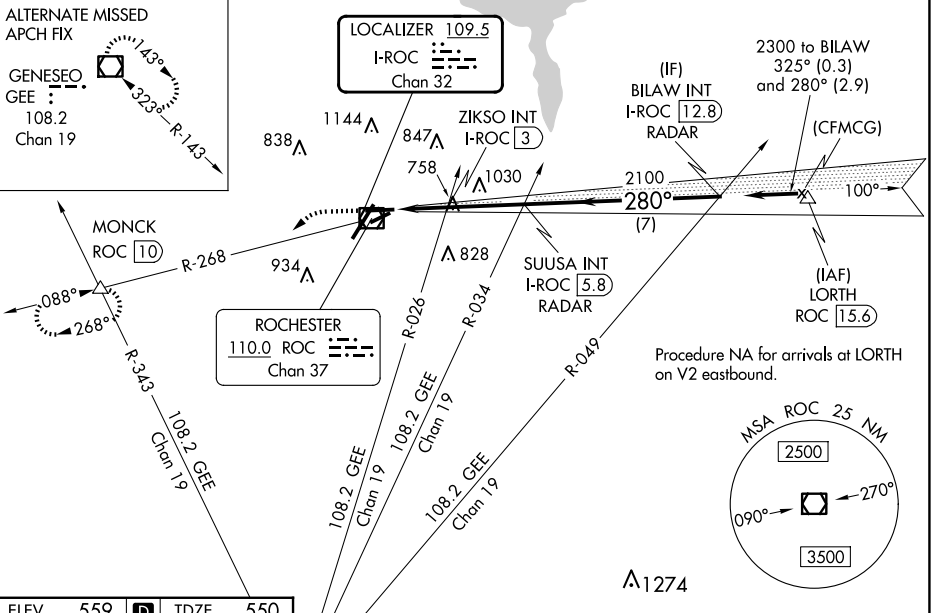 ALTERNATE MISSED
APCH FIX
GENESEO
GEE
108.2
Chan 19
143°
323°
R-143
LOCALIZER 109.5
I-ROC
Chan 32
838
1144
847
758
1030
ZIKSO INT
I-ROC 3
(IF)
BILAW INT
I-ROC 12.8
RADAR
2300 to BILAW
325° (0.3)
and 280° (2.9)
(CFMCG)
2100
280°
(7)
100°
MONCK
ROC 10
R-268
088°
268°
934
828
SUUSA INT
I-ROC 5.8
RADAR
(IAF)
LORTH
ROC 15.6
ROCHESTER
110.0 ROC
Chan 37
R-026
R-034
R-049
R-343
108.2 GEE
Chan 19
108.2 GEE
Chan 19
108.2 GEE
Chan 19
108.2 GEE
Chan 19
Procedure NA for arrivals at LORTH
on V2 eastbound.
MSA ROC 25 NM
2500
090°
270°
3500
1274
ELEV 559 D TDZE 550